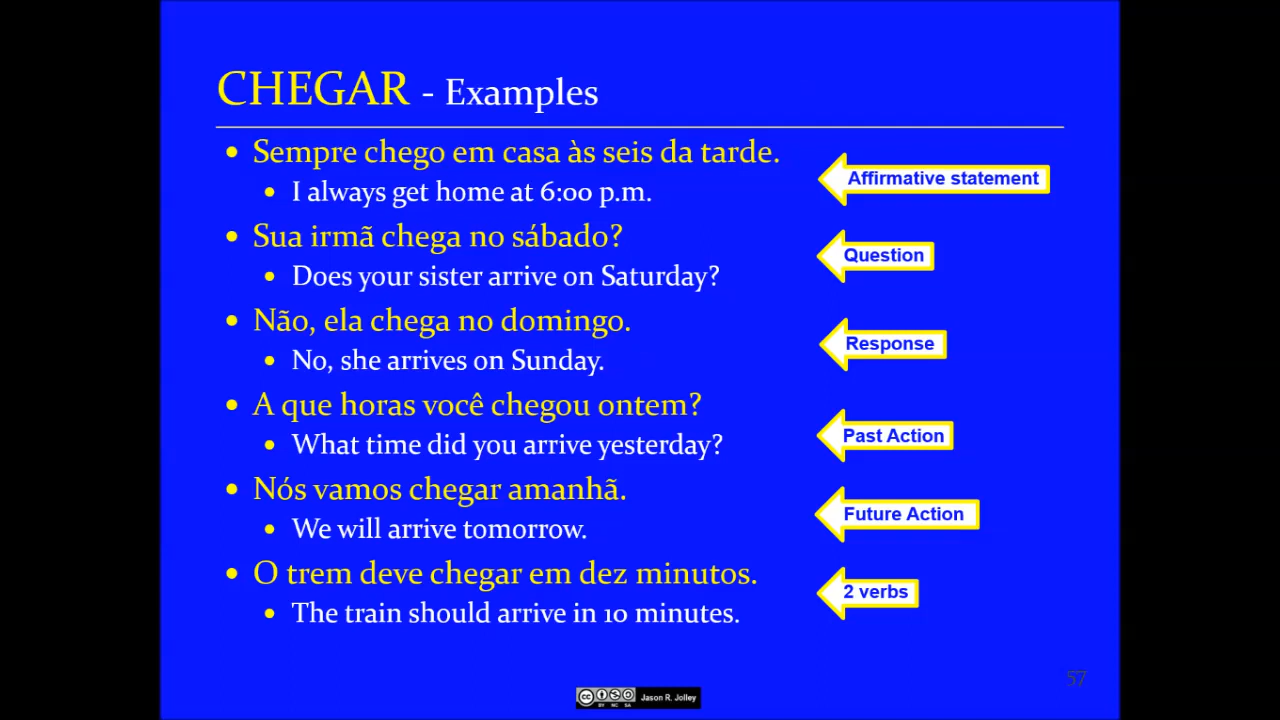 CHEGAR - Examples
• Sempre chego em casa às seis da tarde.
• I always get home at 6:00 p.m.
Affirmative statement
• Sua irmã chega no sábado?
• Does your sister arrive on Saturday?
Question
• Não, ela chega no domingo.
• No, she arrives on Sunday.
Response
• A que horas você chegou ontem?
• What time did you arrive yesterday?
Past Action
• Nós vamos chegar amanhã.
• We will arrive tomorrow.
Future Action
• O trem deve chegar em dez minutos.
• The train should arrive in 10 minutes.
2 verbs
57
cc BY NC SA Jason R. Jolley